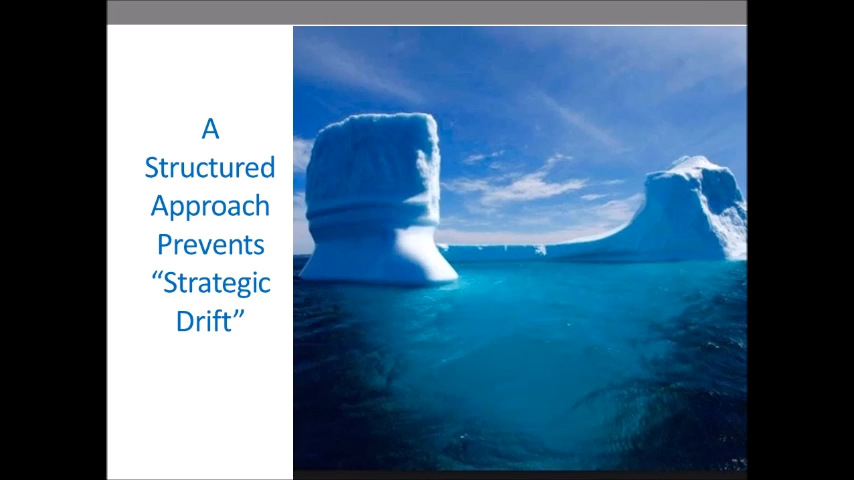 A
Structured
Approach
Prevents
“Strategic
Drift”